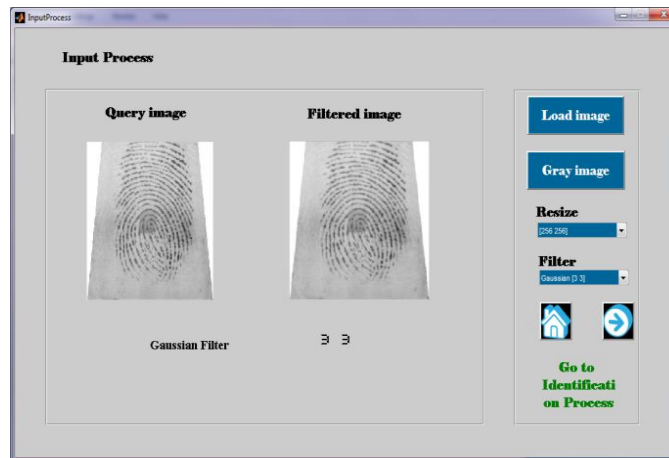 InputProcess
Input Process
Query image
Filtered image
Gaussian Filter
3 3
Load image
Gray image
Resize
[256 256]
Filter
Gaussian [3 3]
Go to
Identificati
on Process